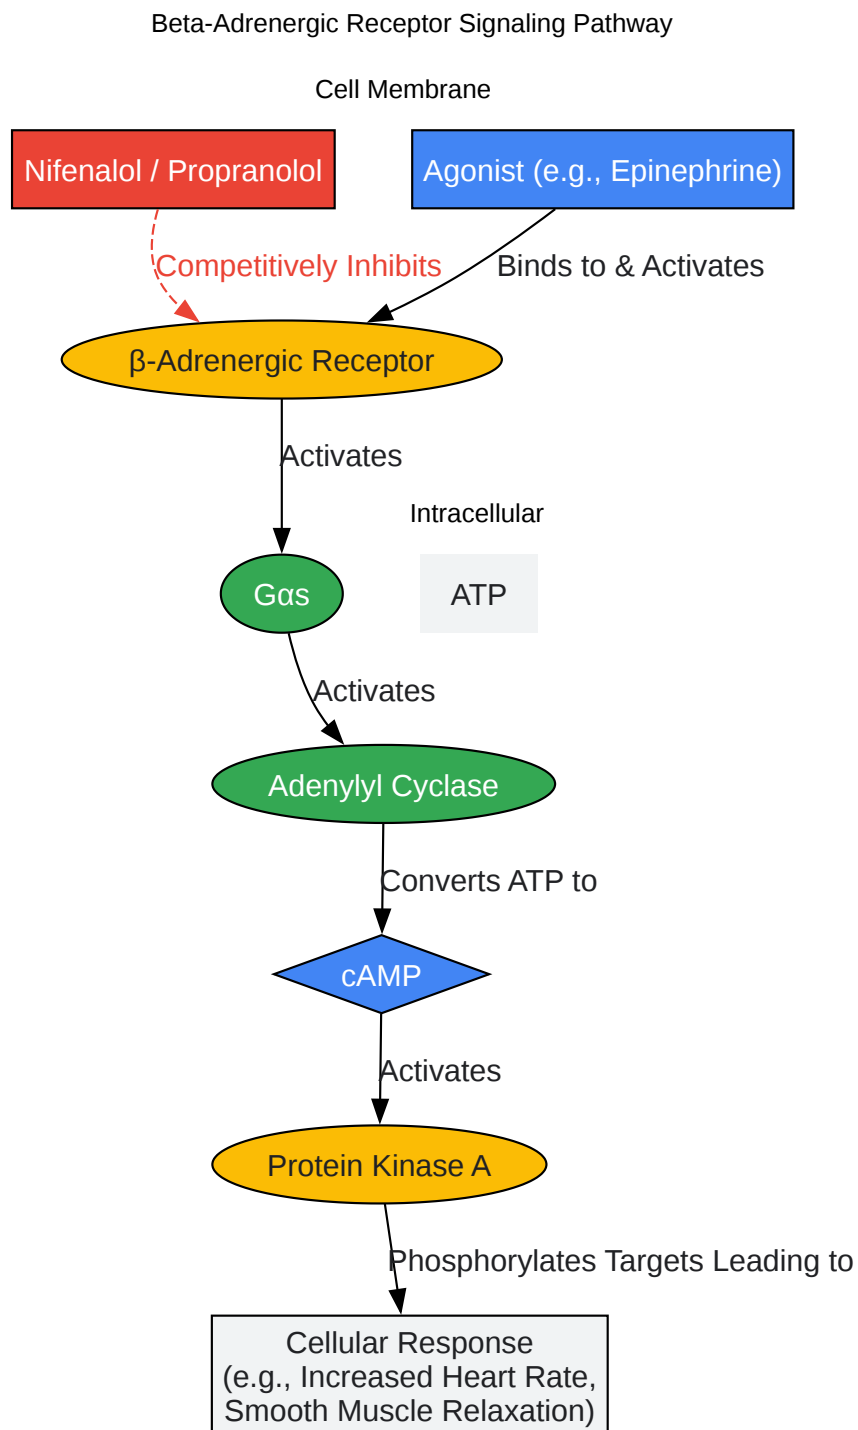 Beta-Adrenergic Receptor Signaling Pathway
Cell Membrane
Nifenalol / Propranolol
Agonist (e.g., Epinephrine)
Competitively Inhibits
Binds to & Activates
β-Adrenergic Receptor
Activates
Intracellular
Gαs
ATP
Activates
Adenylyl Cyclase
Converts ATP to
cAMP
Activates
Protein Kinase A
Phosphorylates Targets Leading to
Cellular Response
(e.g., Increased Heart Rate,
Smooth Muscle Relaxation)